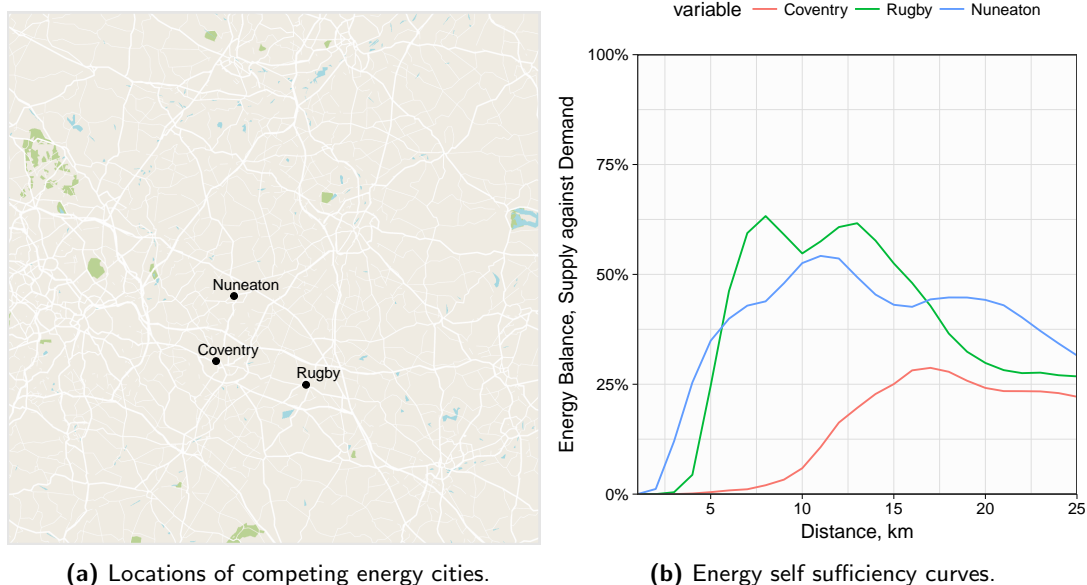 Nuneaton
Coventry
Rugby
(a) Locations of competing energy cities.
variable Coventry Rugby Nuneaton
Energy Balance, Supply against Demand
100%
75%
50%
25%
0%
5 10 15 20 25
Distance, km
(b) Energy self sufficiency curves.